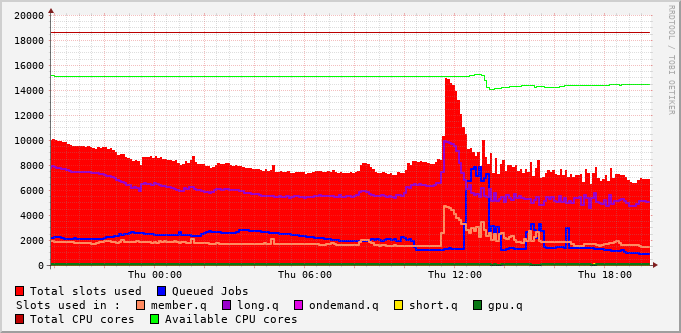 20000
18000
16000
14000
12000
10000
8000
6000
4000
2000
0
Thu 00:00 Thu 06:00 Thu 12:00 Thu 18:00
RRDTOOL / TOBI OETIKER
Total slots used Queued Jobs
Slots used in : member.q long.q ondemand.q short.q gpu.q
Total CPU cores Available CPU cores